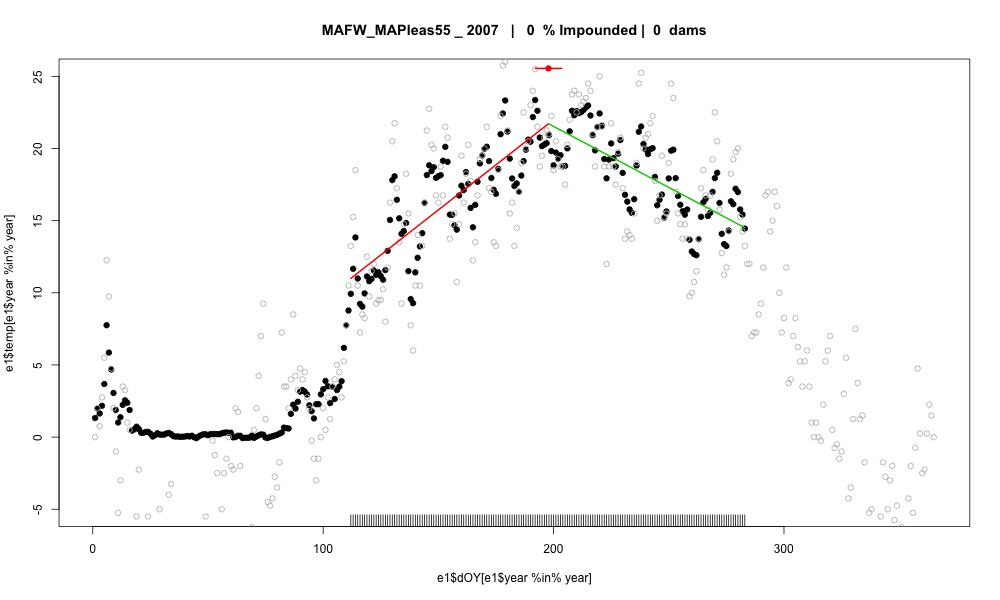 MAFW_MAPleas55 _ 2007 | 0 % Impounded | 0 dams
e1$temp[e1$year %in% year]
25
20
15
10
5
0
-5
0 100 200 300
e1$dOY[e1$year %in% year]